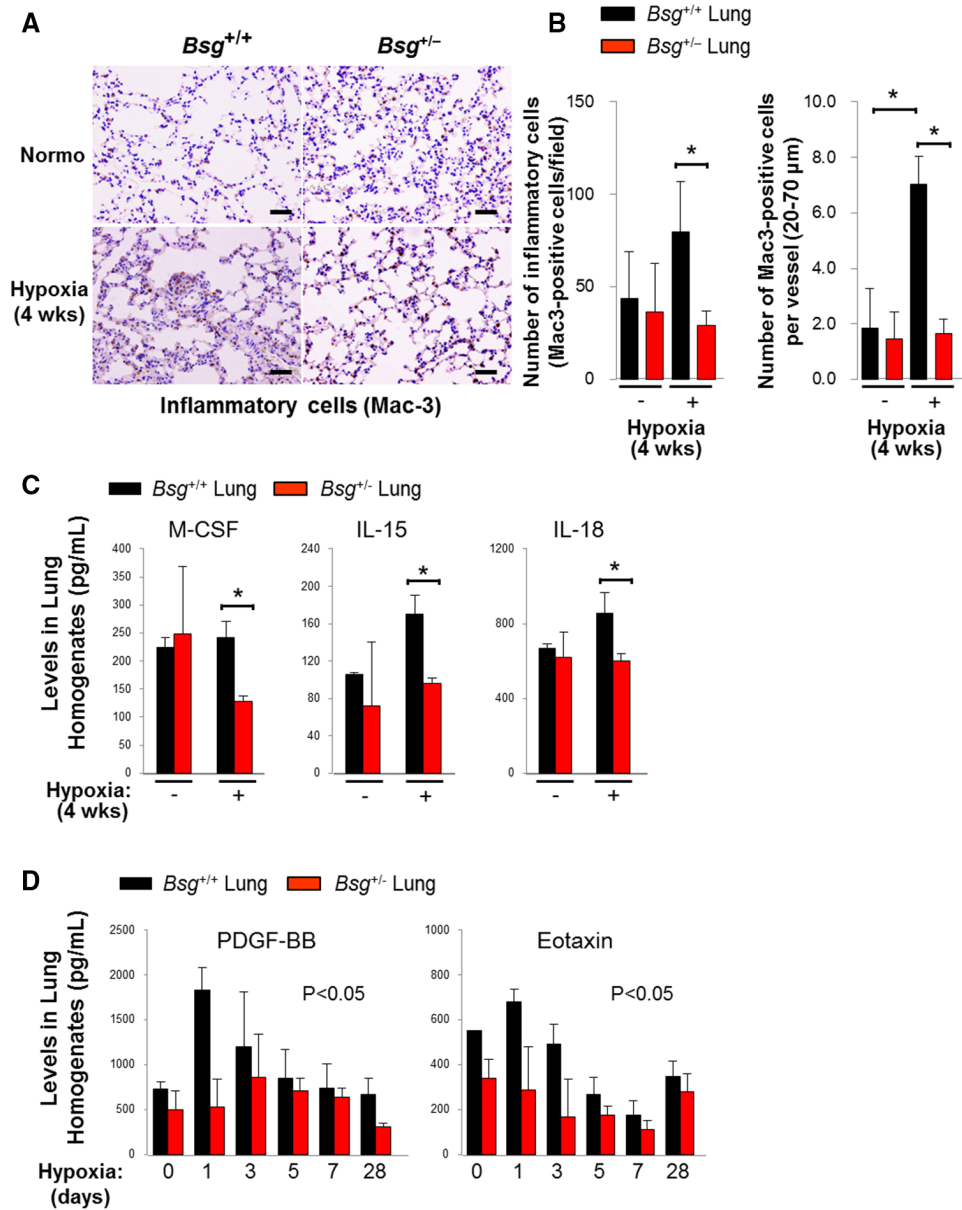 A
Bsg+/+
Bsg+/−
Normo
Hypoxia
(4 wks)
Inflammatory cells (Mac-3)
B
Bsg+/+ Lung
Bsg+/− Lung
Number of inflammatory cells
(Mac3-positive cells/field)
150
100
50
0
*
- +
Hypoxia
(4 wks)
Number of Mac3-positive cells
per vessel (20-70 µm)
10.0
8.0
6.0
4.0
2.0
0.0
*
*
- +
Hypoxia
(4 wks)
C
Bsg+/+ Lung
Bsg+/- Lung
Levels in Lung
Homogenates (pg/mL)
M-CSF
400
350
300
250
200
150
100
50
0
*
IL-15
240
200
160
120
80
40
0
*
IL-18
1200
800
400
0
*
Hypoxia:
(4 wks)
- +
- +
- +
D
Bsg+/+ Lung
Bsg+/- Lung
Levels in Lung
Homogenates (pg/mL)
PDGF-BB
P<0.05
2500
2000
1500
1000
500
0
Eotaxin
P<0.05
1000
800
600
400
200
0
Hypoxia:
(days)
0 1 3 5 7 28
0 1 3 5 7 28